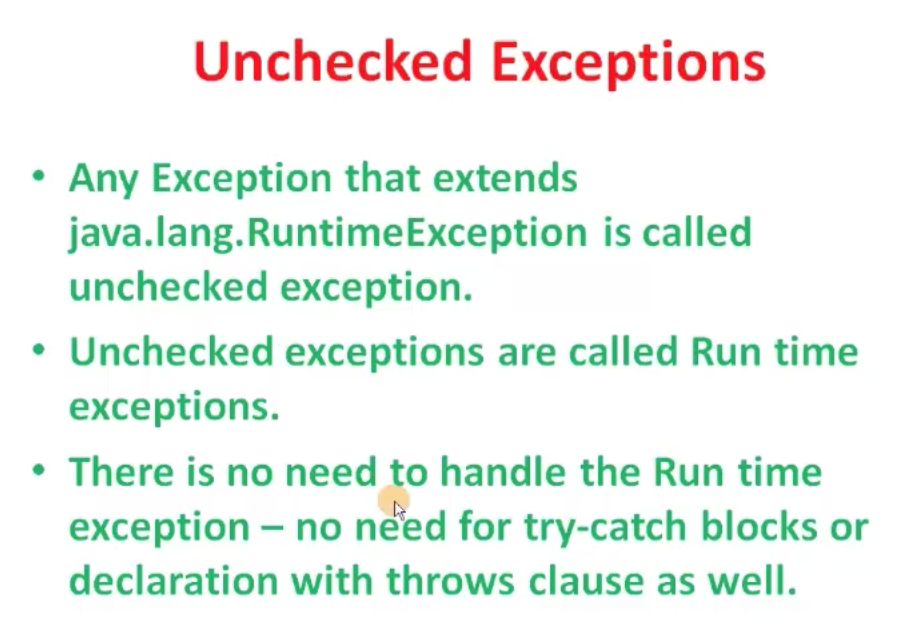 Unchecked Exceptions
• Any Exception that extends
java.lang.RuntimeException is called
unchecked exception.
• Unchecked exceptions are called Run time
exceptions.
• There is no need to handle the Run time
exception – no need for try-catch blocks or
declaration with throws clause as well.